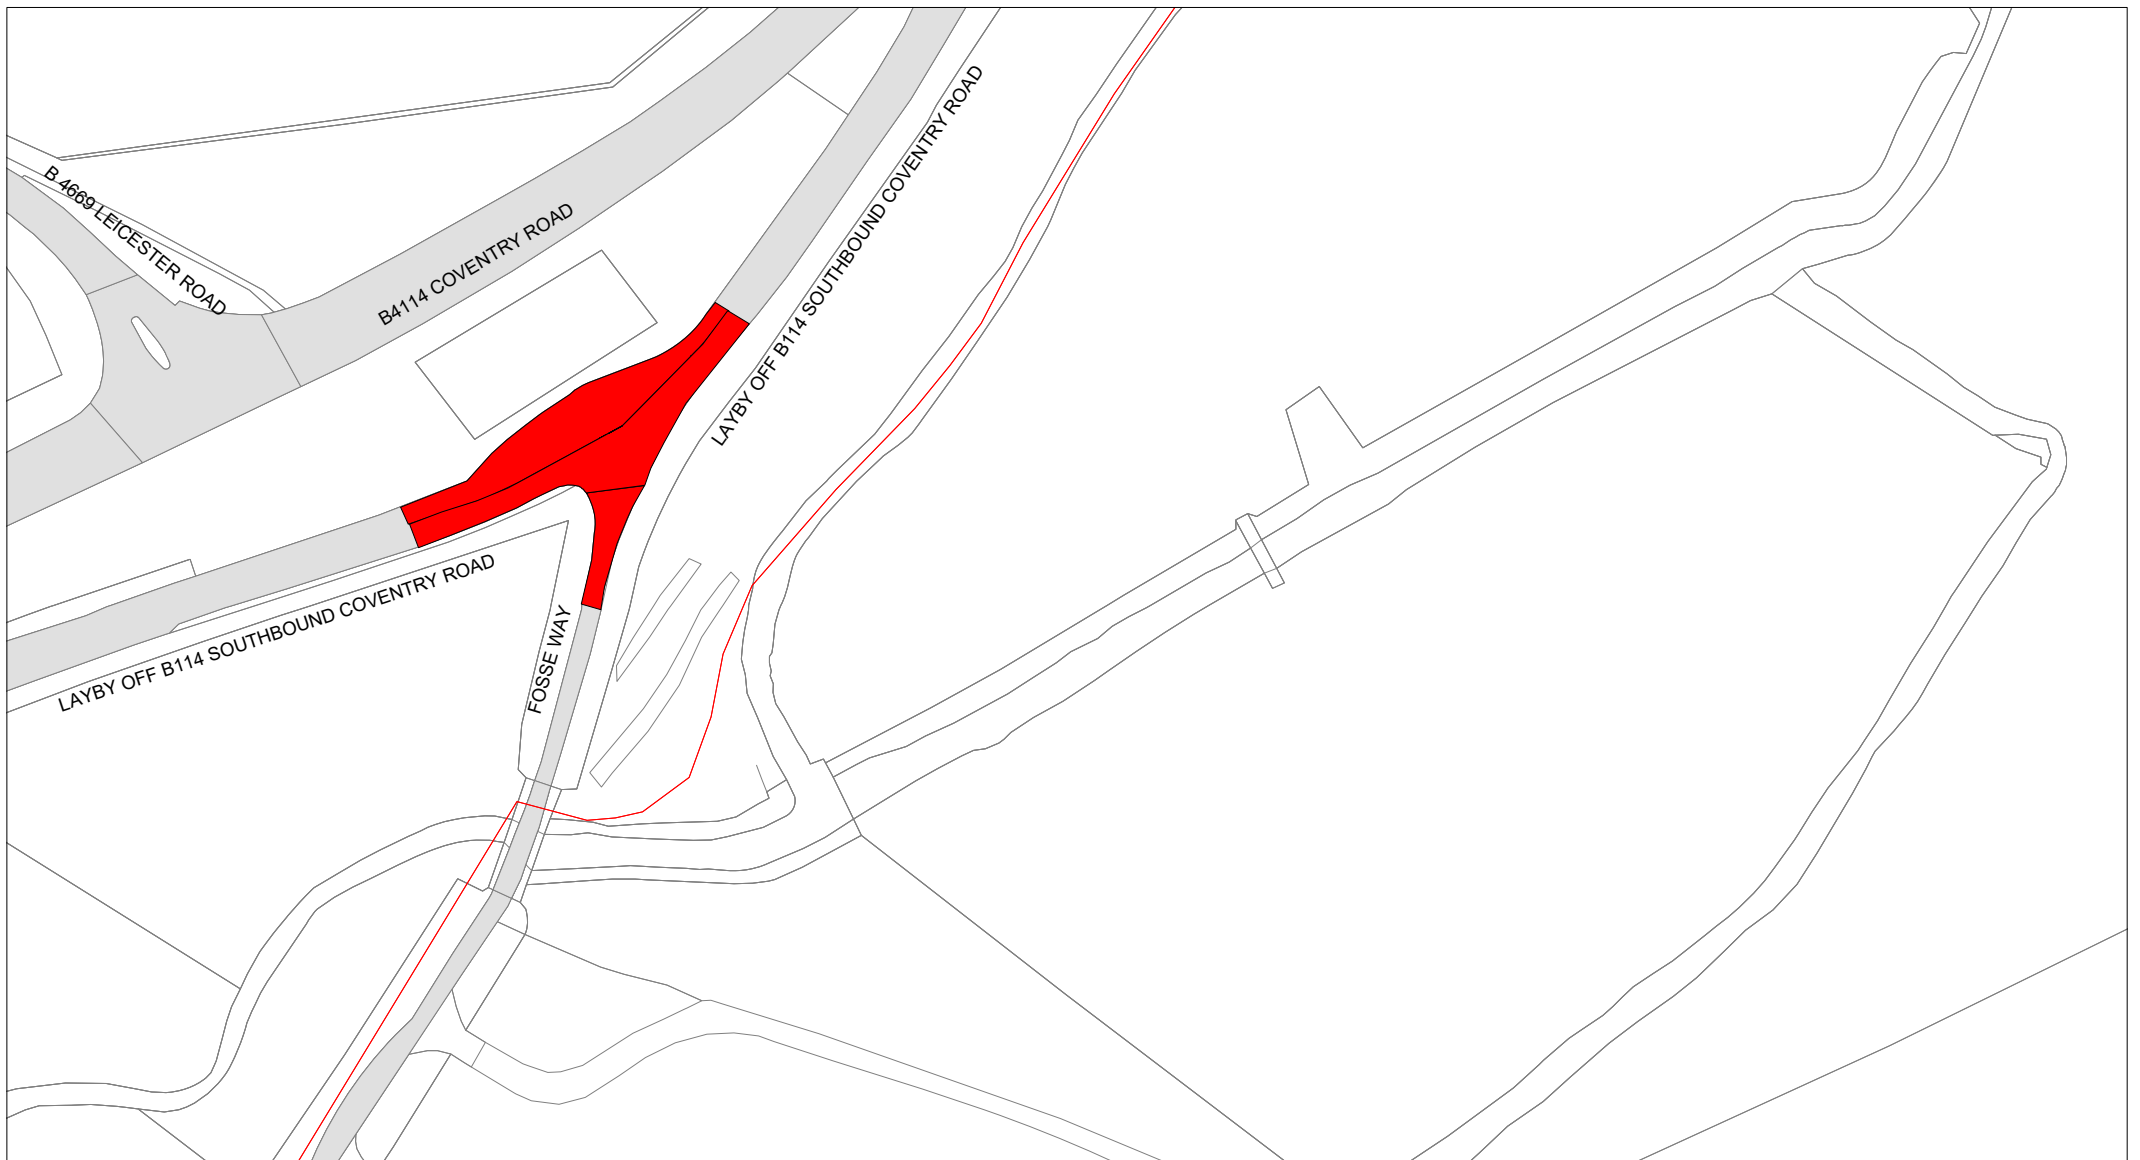 B 4669 LEICESTER ROAD
B4114 COVENTRY ROAD
LAYBY OFF B114 SOUTHBOUND COVENTRY ROAD
LAYBY OFF B114 SOUTHBOUND COVENTRY ROAD
FOSSE WAY